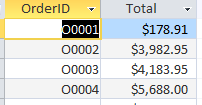 OrderID Total
O0001 $178.91
O0002 $3,982.95
O0003 $4,183.95
O0004 $5,688.00